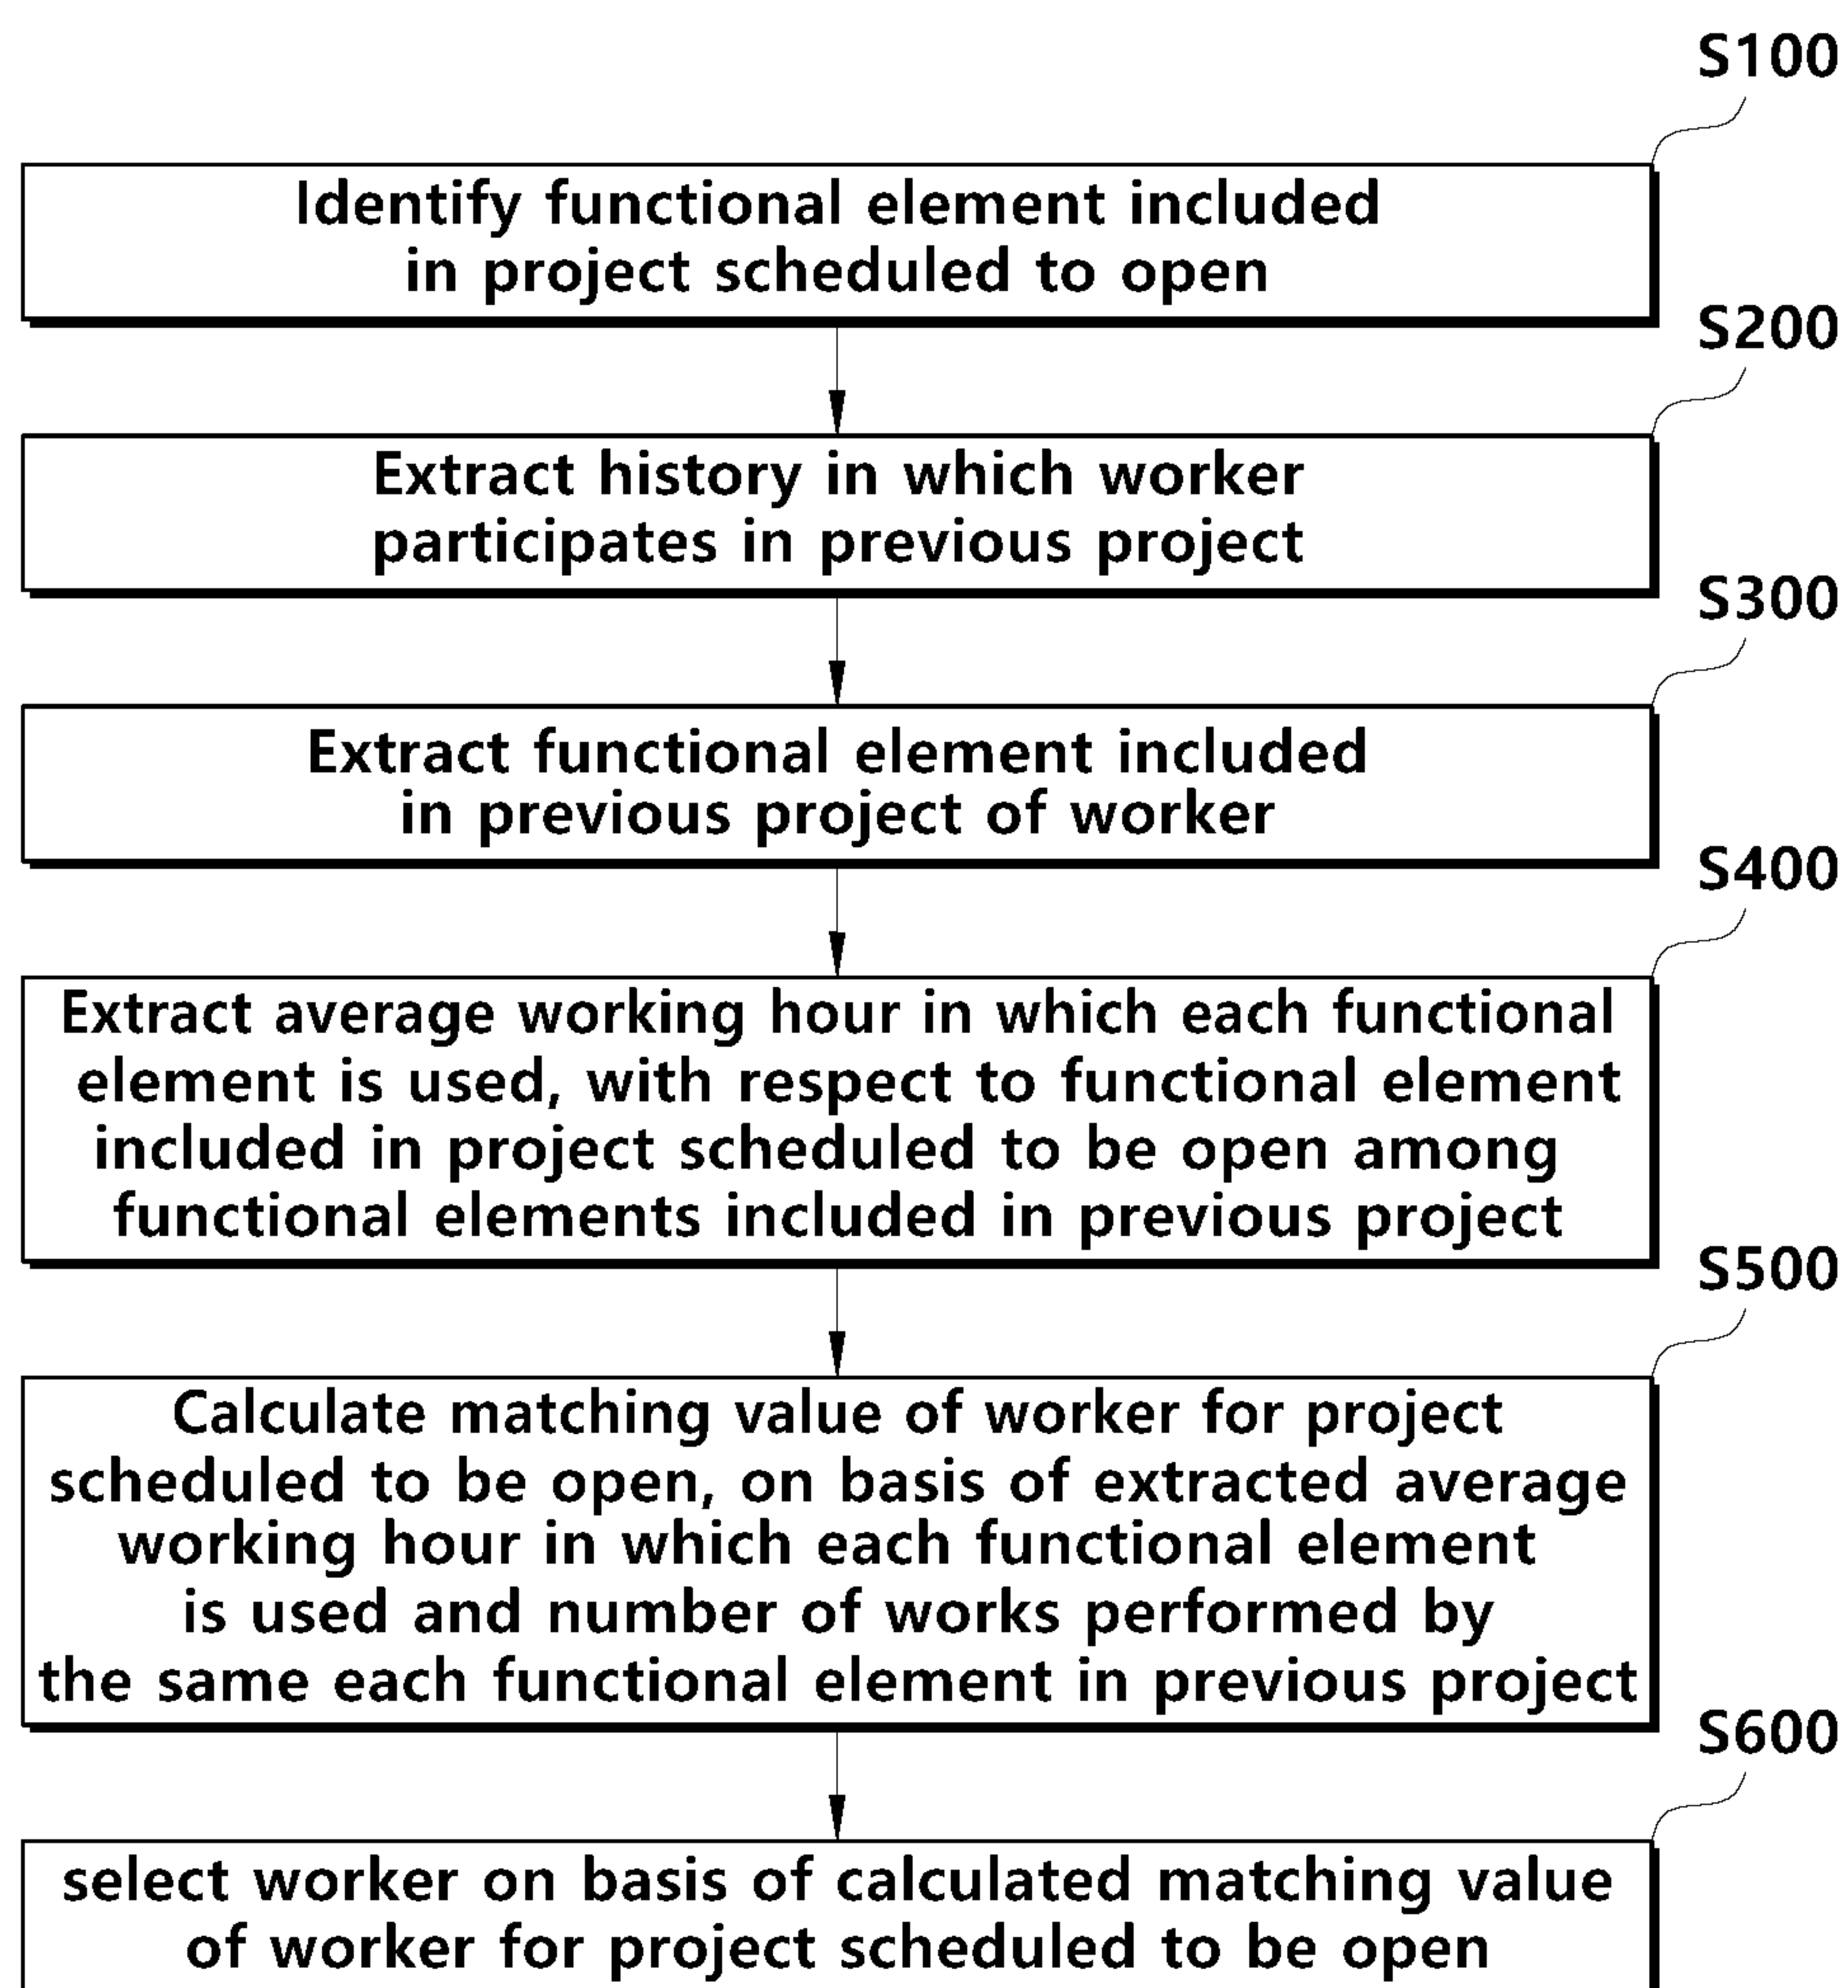 S100
Identify functional element included
in project scheduled to open
S200
Extract history in which worker
participates in previous project
S300
Extract functional element included
in previous project of worker
S400
Extract average working hour in which each functional
element is used, with respect to functional element
included in project scheduled to be open among
functional elements included in previous project
S500
Calculate matching value of worker for project
scheduled to be open, on basis of extracted average
working hour in which each functional element
is used and number of works performed by
the same each functional element in previous project
S600
select worker on basis of calculated matching value
of worker for project scheduled to be open